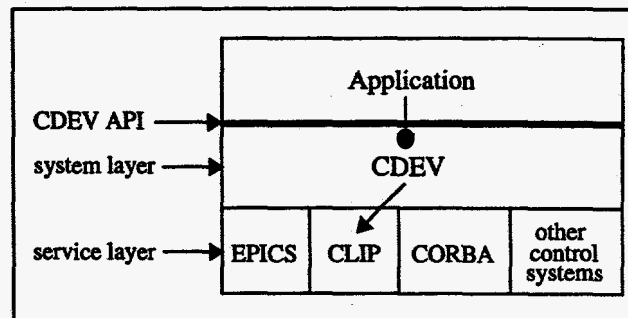 Application
CDEV API
system layer
CDEV
service layer
EPICS
CLIP
CORBA
other
control
systems